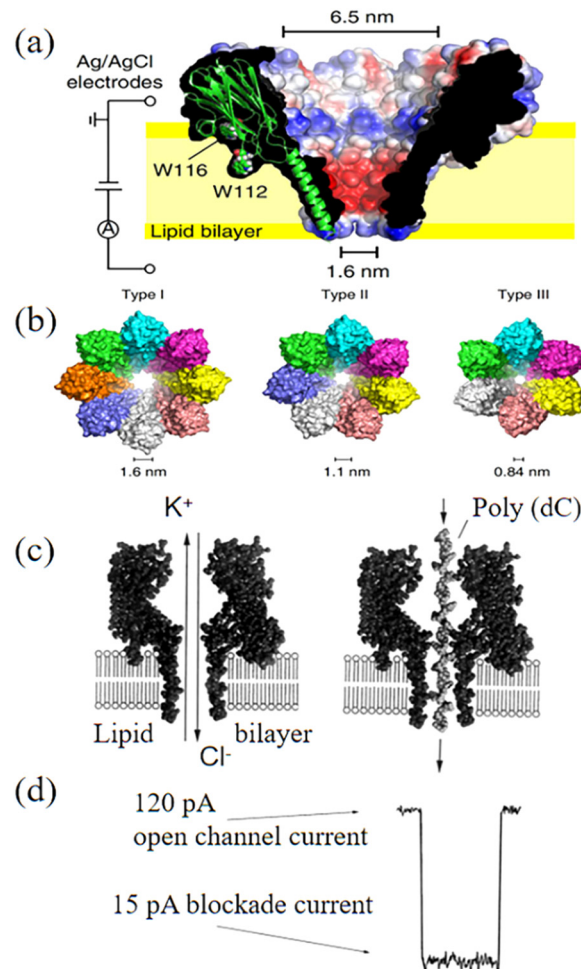 (a)
6.5 nm
Ag/AgCl
electrodes
W116
W112
A
Lipid bilayer
1.6 nm
(b)
Type I
Type II
Type III
1.6 nm
1.1 nm
0.84 nm
(c)
K+
Poly (dC)
Lipid bilayer
Cl-
(d)
120 pA
open channel current
15 pA blockade current